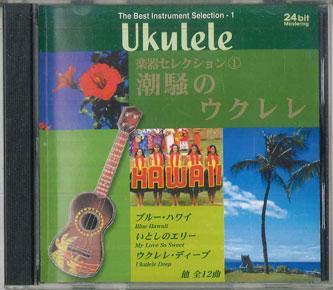 The Best Instrument Selection - 1
24bit
Mastering
Ukulele
楽器セレクション①
潮騒の
ウクレレ
HAWAII
ブルー・ハワイ
Blue Hawaii
いとしのエリー
My Love So Sweet
ウクレレ・ディープ
Ukulele Deep
他 全12曲